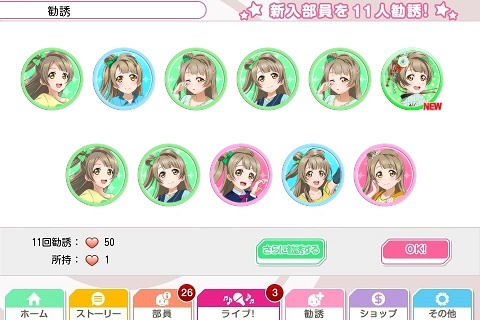 勧誘
新入部員を11人勧誘!
NEW
11回勧誘: 50
所持: 1
さらに勧誘する
OK!
26
3
ホーム
ストーリー
部員
ライブ!
勧誘
ショップ
その他